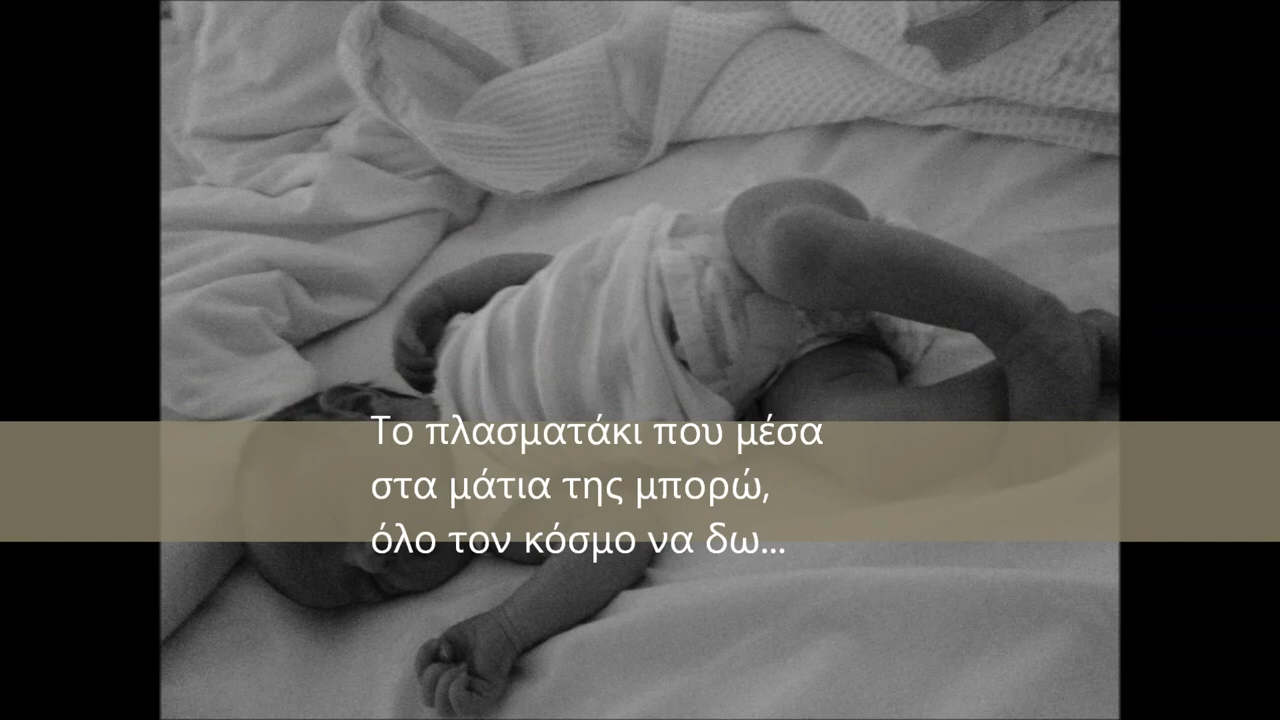 Το πλασματάκι που μέσα
στα μάτια της μπορώ,
όλο τον κόσμο να δω...